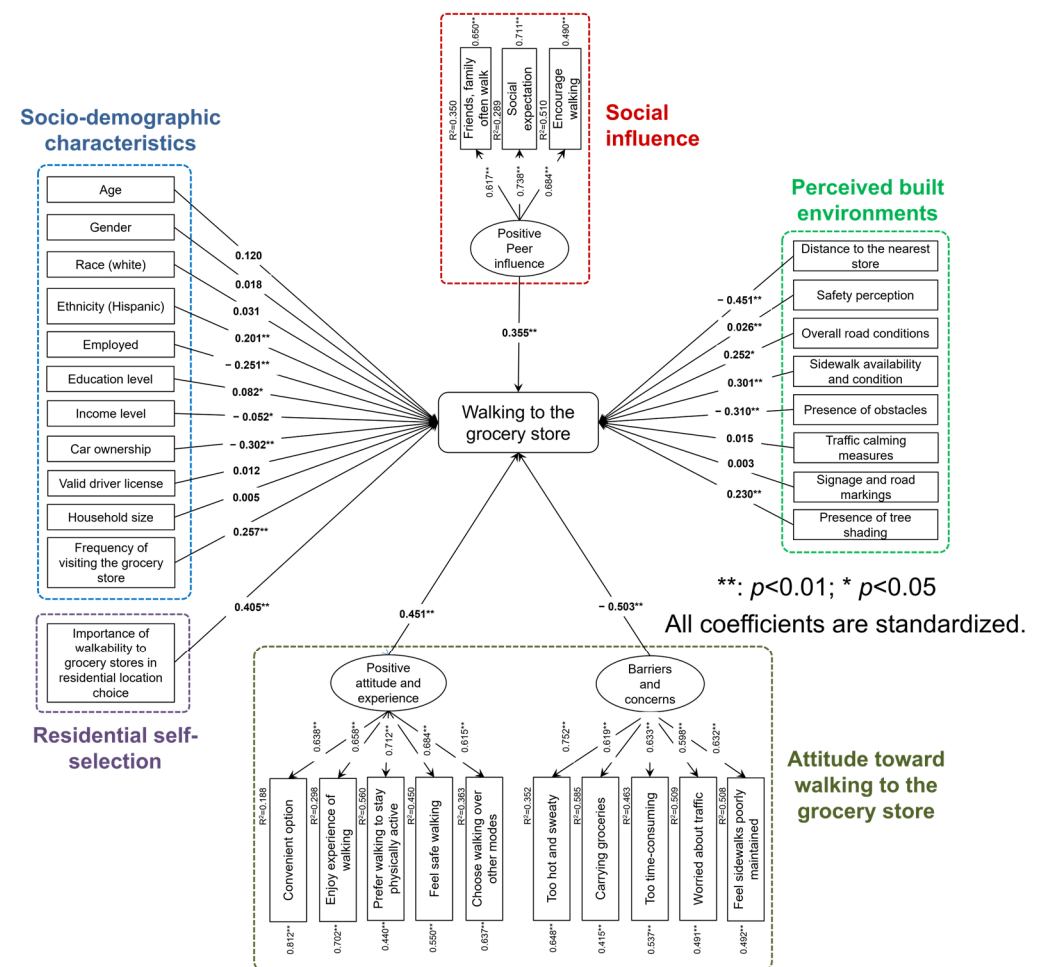 0.650**
0.711**
0.490**
R²=0.350
Friends, family
often walk
R²=0.289
Social
expectation
R²=0.510
Encourage
walking
0.617**
0.738**
0.684**
Positive
Peer
influence
Social
influence
0.355**
Socio-demographic
characteristics
Age
Gender
Race (white)
Ethnicity (Hispanic)
Employed
Education level
Income level
Car ownership
Valid driver license
Household size
Frequency of
visiting the grocery
store
0.120
0.018
0.031
0.201**
− 0.251**
0.082*
− 0.052*
− 0.302**
0.012
0.005
0.257**
0.405**
Importance of
walkability to
grocery stores in
residential location
choice
Residential self-
selection
Walking to the
grocery store
Perceived built
environments
Distance to the nearest
store
Safety perception
Overall road conditions
Sidewalk availability
and condition
Presence of obstacles
Traffic calming
measures
Signage and road
markings
Presence of tree
shading
− 0.451**
0.026**
0.252*
0.301**
− 0.310**
0.015
0.003
0.230**
**: p<0.01; * p<0.05
All coefficients are standardized.
0.451**
− 0.503**
Positive
attitude and
experience
Barriers
and
concerns
0.638**
0.658**
0.712**
0.684**
0.615**
0.752**
0.619**
0.633**
0.598**
0.632**
R²=0.188
Convenient option
R²=0.298
Enjoy experience of
walking
R²=0.560
Prefer walking to stay
physically active
R²=0.450
Feel safe walking
R²=0.363
Choose walking over
other modes
R²=0.352
Too hot and sweaty
R²=0.585
Carrying groceries
R²=0.463
Too time-consuming
R²=0.509
Worried about traffic
R²=0.508
Feel sidewalks poorly
maintained
0.812**
0.702**
0.440**
0.550**
0.637**
0.648**
0.415**
0.537**
0.491**
0.492**
Attitude toward
walking to the
grocery store